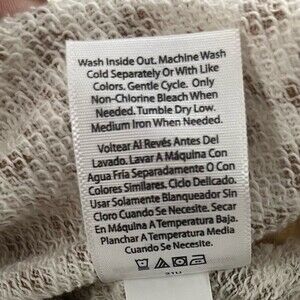 Wash Inside Out. Machine Wash
Cold Separately Or With Like
Colors. Gentle Cycle. Only
Non-Chlorine Bleach When
Needed. Tumble Dry Low.
Medium Iron When Needed.
Voltear Al Revés Antes Del
Lavado. Lavar A Máquina Con
Agua Fría Separadamente O Con
Colores Similares. Ciclo Delicado.
Usar Solamente Blanqueador Sin
Cloro Cuando Se Necesite. Secar
En Máquina A Temperatura Baja.
Planchar A Temperatura Media
Cuando Se Necesite.